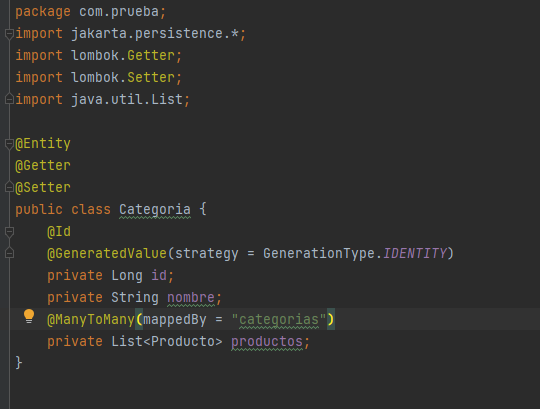 package com.prueba;
import jakarta.persistence.*;
import lombok.Getter;
import lombok.Setter;
import java.util.List;
@Entity
@Getter
@Setter
public class Categoria {
@Id
@GeneratedValue(strategy = GenerationType.IDENTITY)
private Long id;
private String nombre;
@ManyToMany(mappedBy = "categorias")
private List<Producto> productos;
}